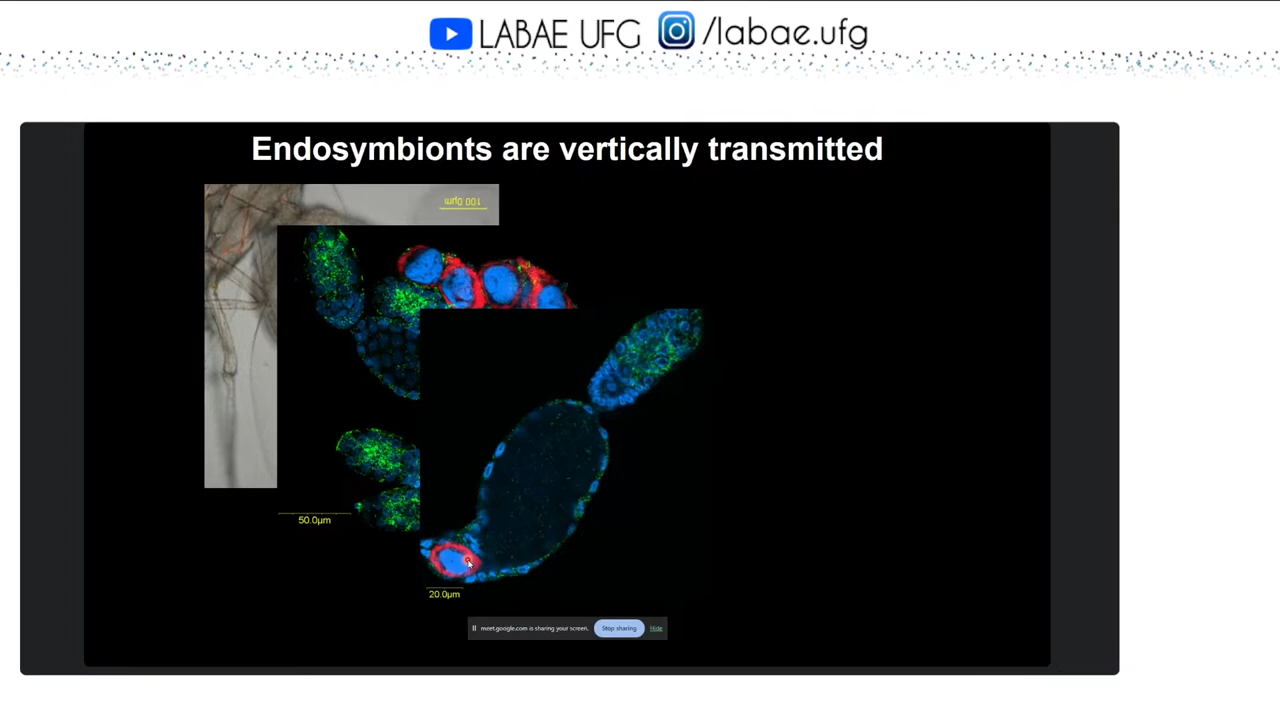 LABAE UFG /labae.ufg
Endosymbionts are vertically transmitted
100.0µm
50.0µm
20.0µm
meet.google.com is sharing your screen. Stop sharing Hide